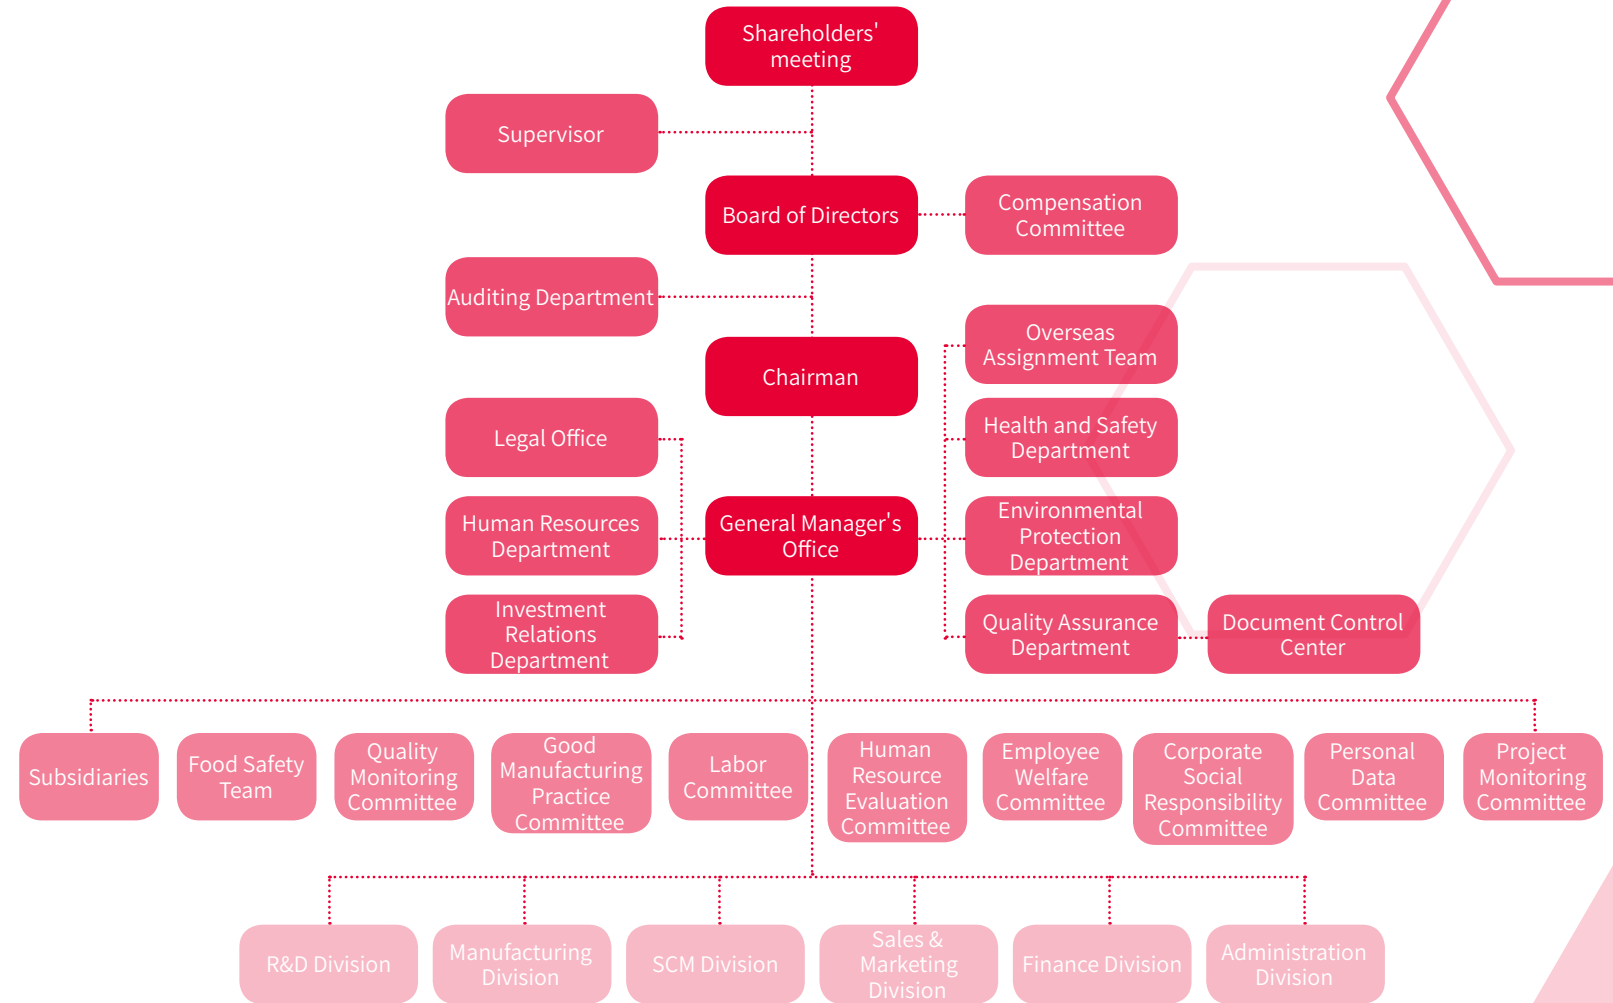 Shareholders'
meeting
Supervisor
Board of Directors
Compensation
Committee
Auditing Department
Overseas
Assignment Team
Chairman
Legal Office
Health and Safety
Department
Human Resources
Department
General Manager's
Office
Environmental
Protection
Department
Investment
Relations
Department
Quality Assurance
Department
Document Control
Center
Subsidiaries
Food Safety
Team
Quality
Monitoring
Committee
Good
Manufacturing
Practice
Committee
Labor
Committee
Human
Resource
Evaluation
Committee
Employee
Welfare
Committee
Corporate
Social
Responsibility
Committee
Personal
Data
Committee
Project
Monitoring
Committee
R&D Division
Manufacturing
Division
SCM Division
Sales &
Marketing
Division
Finance Division
Administration
Division